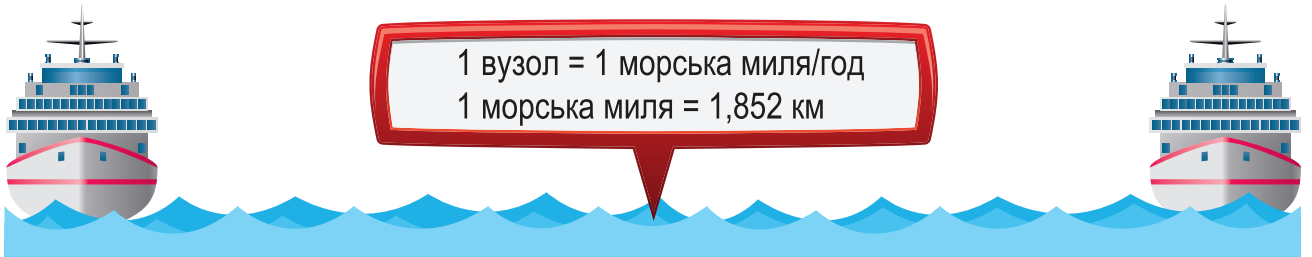 1 вузол = 1 морська миля/год
1 морська миля = 1,852 км